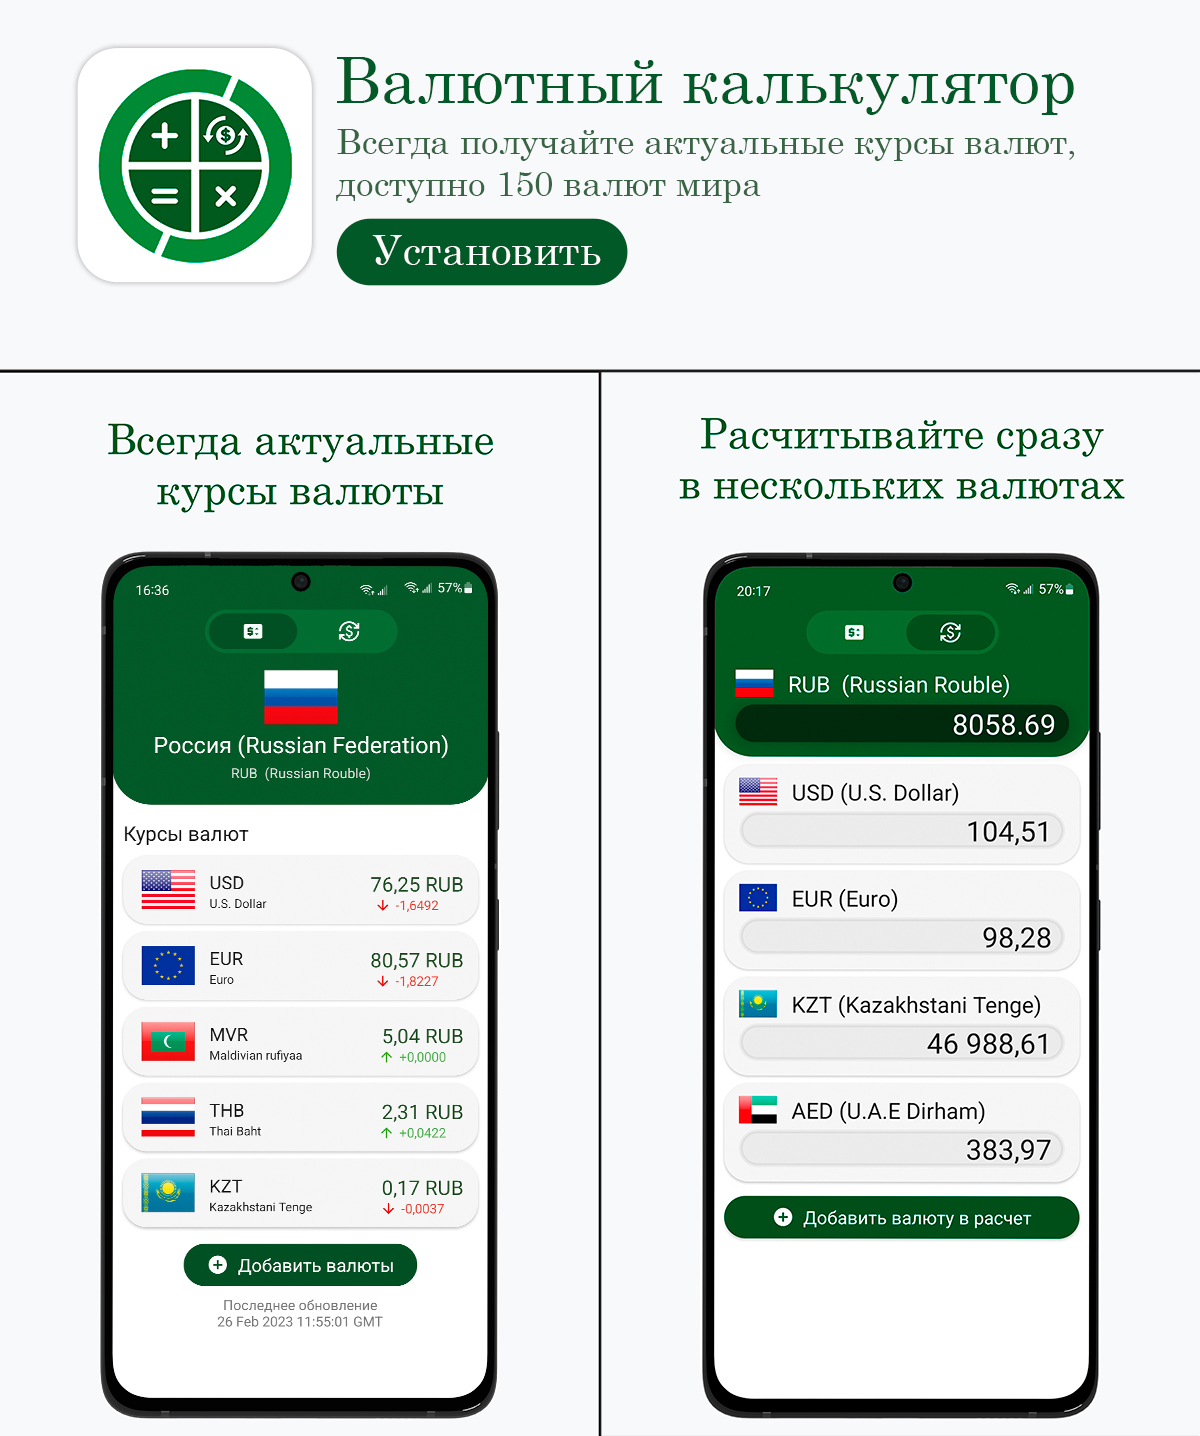 Валютный калькулятор
Всегда получайте актуальные курсы валют,
доступно 150 валют мира
Установить
Всегда актуальные
курсы валюты
16:36
57%
Россия (Russian Federation)
RUB (Russian Rouble)
Курсы валют
USD
76,25 RUB
U.S. Dollar
-1,6492
EUR
80,57 RUB
Euro
-1,8227
MVR
5,04 RUB
Maldivian rufiyaa
+0,0000
THB
2,31 RUB
Thai Baht
+0,0422
KZT
0,17 RUB
Kazakhstani Tenge
-0,0037
Добавить валюты
Последнее обновление
26 Feb 2023 11:55:01 GMT
Расчитывайте сразу
в нескольких валютах
20:17
57%
RUB (Russian Rouble)
8058.69
USD (U.S. Dollar)
104,51
EUR (Euro)
98,28
KZT (Kazakhstani Tenge)
46 988,61
AED (U.A.E Dirham)
383,97
Добавить валюту в расчет